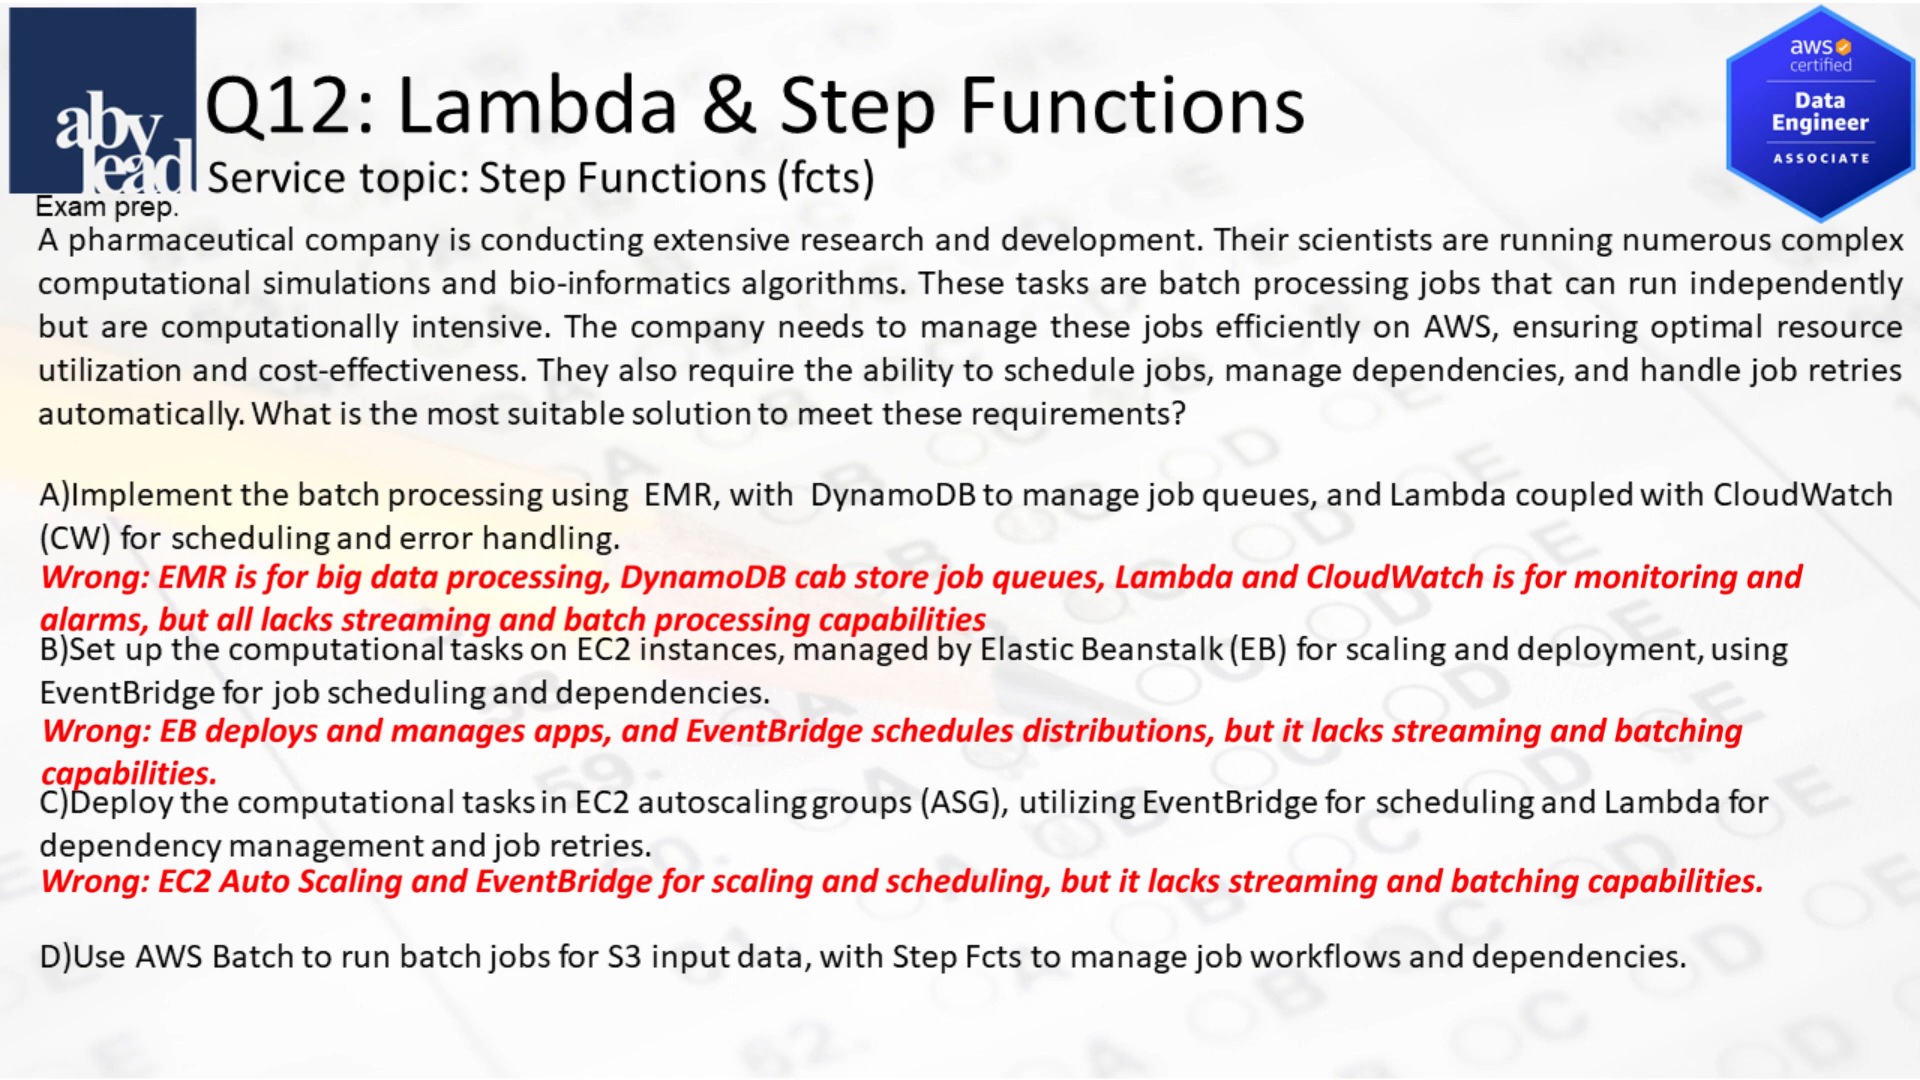 aby
lead
Exam prep.
Q12: Lambda & Step Functions
Service topic: Step Functions (fcts)
aws
certified
Data
Engineer
ASSOCIATE
A pharmaceutical company is conducting extensive research and development. Their scientists are running numerous complex
computational simulations and bio-informatics algorithms. These tasks are batch processing jobs that can run independently
but are computationally intensive. The company needs to manage these jobs efficiently on AWS, ensuring optimal resource
utilization and cost-effectiveness. They also require the ability to schedule jobs, manage dependencies, and handle job retries
automatically. What is the most suitable solution to meet these requirements?
A)Implement the batch processing using EMR, with DynamoDB to manage job queues, and Lambda coupled with CloudWatch
(CW) for scheduling and error handling.
Wrong: EMR is for big data processing, DynamoDB cab store job queues, Lambda and CloudWatch is for monitoring and
alarms, but all lacks streaming and batch processing capabilities
B)Set up the computational tasks on EC2 instances, managed by Elastic Beanstalk (EB) for scaling and deployment, using
EventBridge for job scheduling and dependencies.
Wrong: EB deploys and manages apps, and EventBridge schedules distributions, but it lacks streaming and batching
capabilities.
C)Deploy the computational tasks in EC2 autoscaling groups (ASG), utilizing EventBridge for scheduling and Lambda for
dependency management and job retries.
Wrong: EC2 Auto Scaling and EventBridge for scaling and scheduling, but it lacks streaming and batching capabilities.
D)Use AWS Batch to run batch jobs for S3 input data, with Step Fcts to manage job workflows and dependencies.